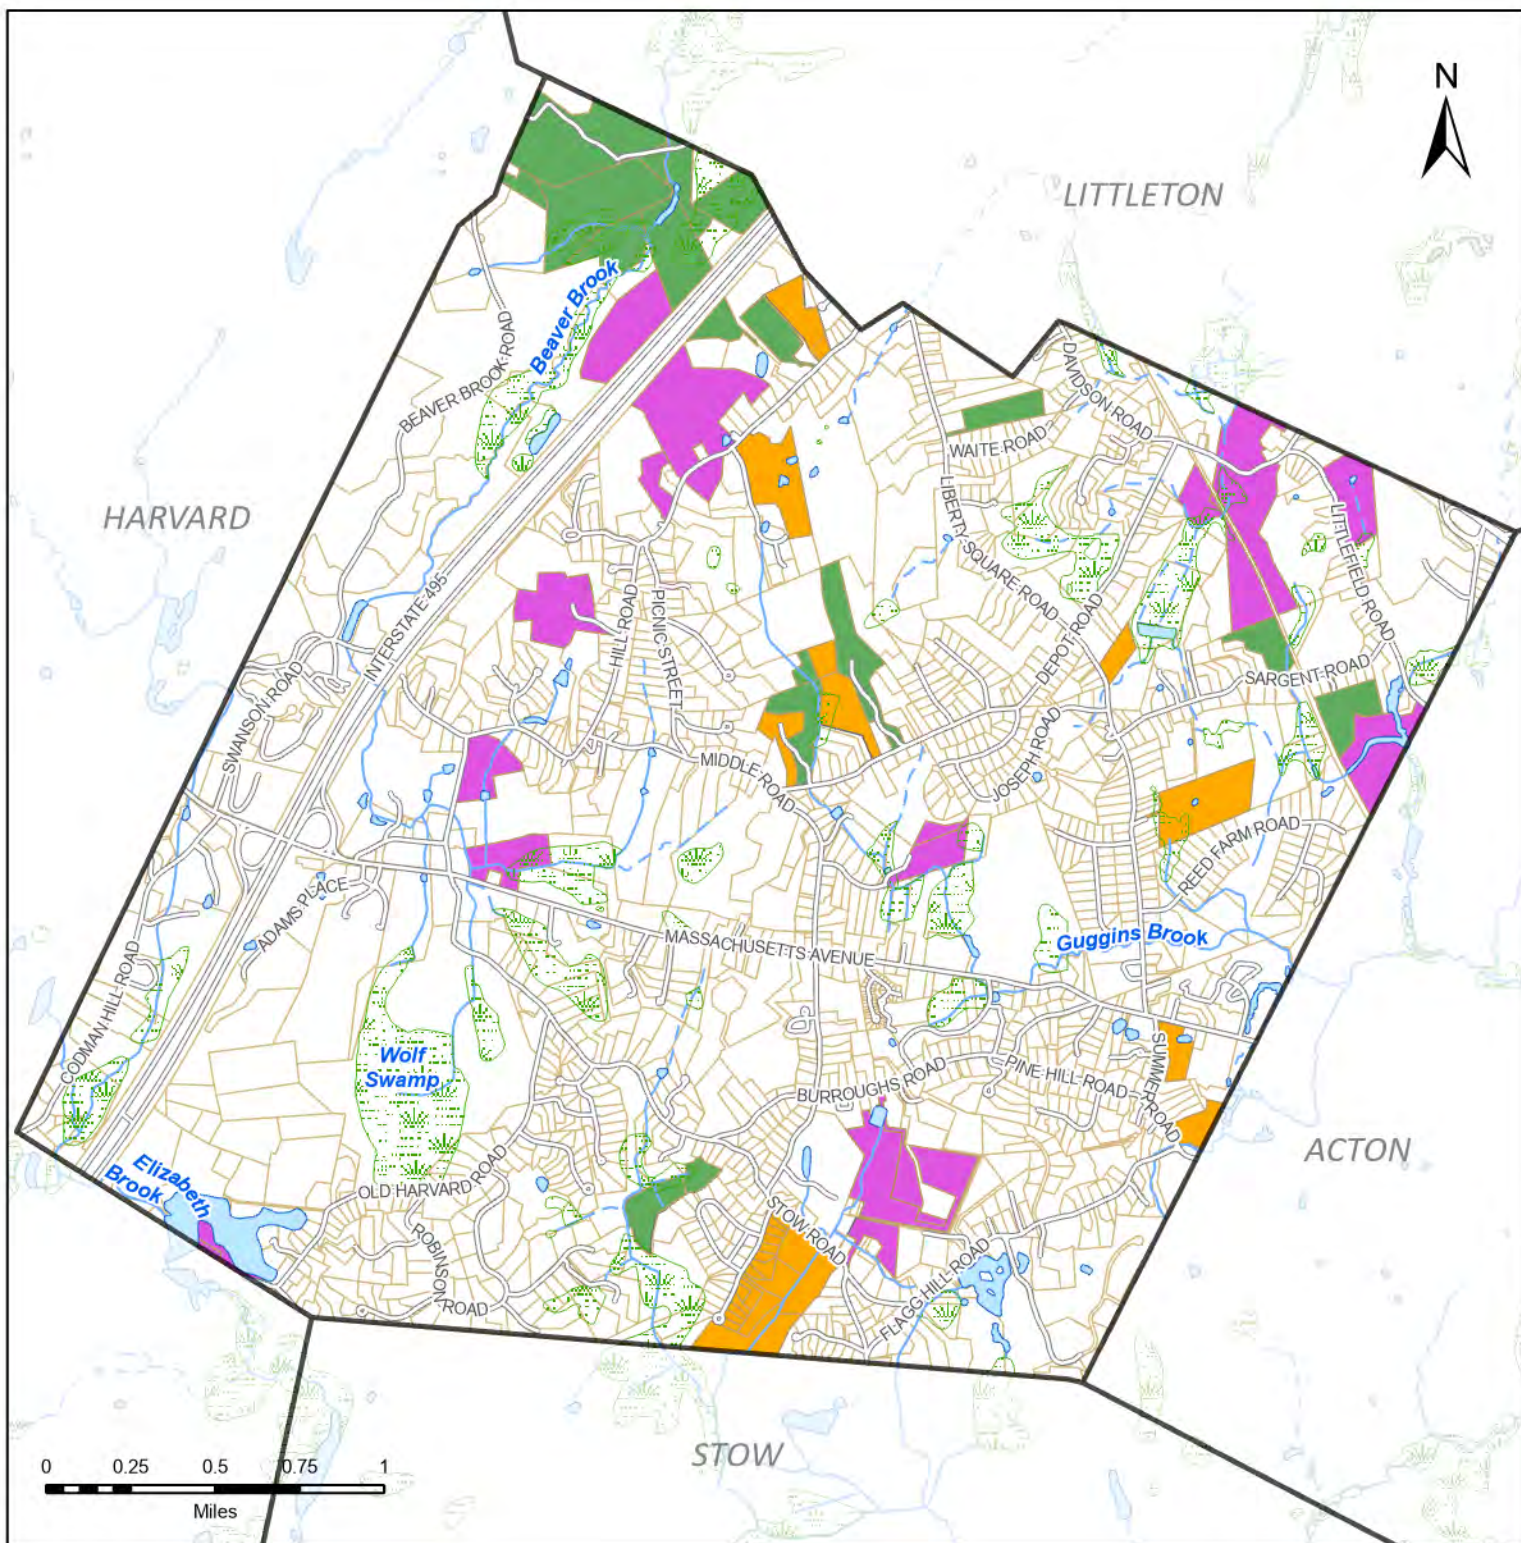 N
LITTLETON
Beaver Brook
BEAVER BROOK ROAD
DAVIDSON ROAD
WAITE ROAD
HARVARD
LIBERTY SQUARE ROAD
LITTLEFIELD ROAD
INTERSTATE 495
HILL ROAD
PICNIC STREET
DEPOT ROAD
SARGENT ROAD
SWANSON ROAD
MIDDLE ROAD
JOSEPH ROAD
REED FARM ROAD
ADAMS PLACE
MASSACHUSETTS AVENUE
Guggins Brook
CODMAN HILL ROAD
Wolf
Swamp
BURROUGHS ROAD
PINE HILL ROAD
SUMMER ROAD
ACTON
Elizabeth
Brook
OLD HARVARD ROAD
ROBINSON ROAD
STOW ROAD
FLAGG HILL ROAD
STOW
0 0.25 0.5 0.75 1
Miles